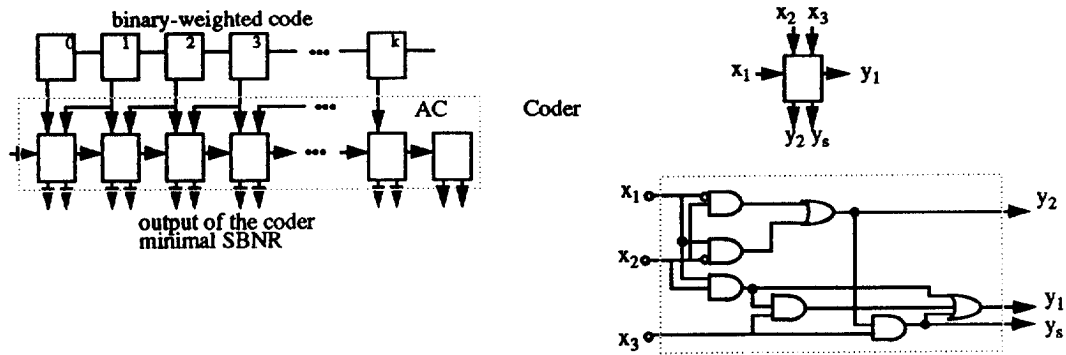 binary-weighted code
0 1 2 3 ... k
... AC
...
output of the coder
minimal SBNR
Coder
x2 x3
x1 y1
y2 ys
x1
x2
x3
y2
y1
ys